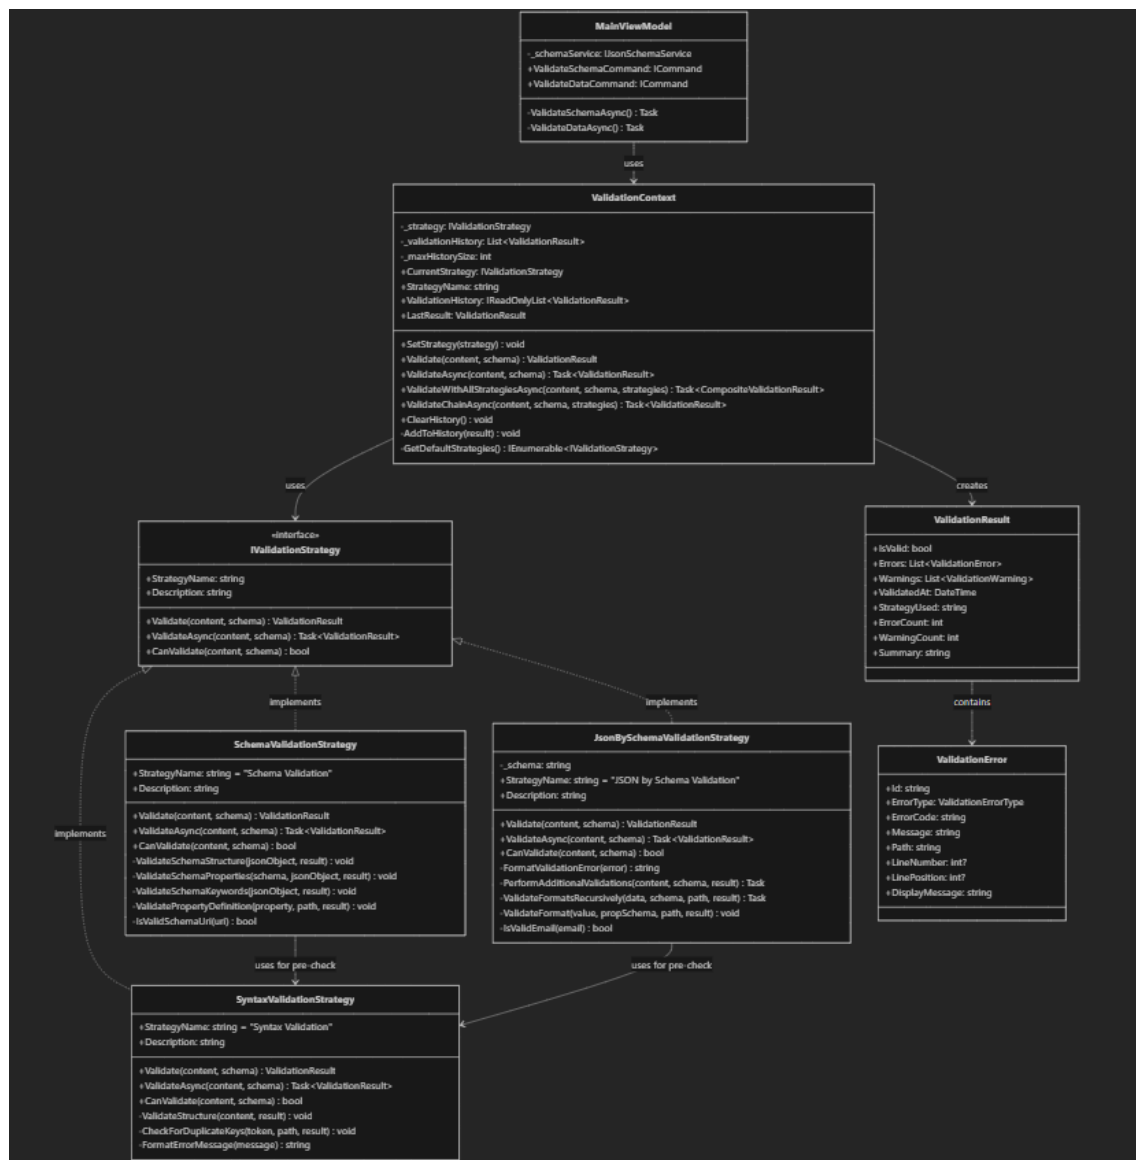 MainViewModel
-_schemaService: IJsonSchemaService
+ValidateSchemaCommand: ICommand
+ValidateDataCommand: ICommand
-ValidateSchemaAsync() : Task
-ValidateDataAsync() : Task
uses
ValidationContext
-_strategy: IValidationStrategy
-_validationHistory: List<ValidationResult>
-_maxHistorySize: int
+CurrentStrategy: IValidationStrategy
+StrategyName: string
+ValidationHistory: IReadOnlyList<ValidationResult>
+LastResult: ValidationResult
+SetStrategy(strategy) : void
+Validate(content, schema) : ValidationResult
+ValidateAsync(content, schema) : Task<ValidationResult>
+ValidateWithAllStrategiesAsync(content, schema, strategies) : Task<CompositeValidationResult>
+ValidateChainAsync(content, schema, strategies) : Task<ValidationResult>
+ClearHistory() : void
-AddToHistory(result) : void
-GetDefaultStrategies() : IEnumerable<IValidationStrategy>
uses
creates
«interface»
IValidationStrategy
+StrategyName: string
+Description: string
+Validate(content, schema) : ValidationResult
+ValidateAsync(content, schema) : Task<ValidationResult>
+CanValidate(content, schema) : bool
ValidationResult
+IsValid: bool
+Errors: List<ValidationError>
+Warnings: List<ValidationWarning>
+ValidatedAt: DateTime
+StrategyUsed: string
+ErrorCount: int
+WarningCount: int
+Summary: string
implements
implements
contains
SchemaValidationStrategy
+StrategyName: string = "Schema Validation"
+Description: string
+Validate(content, schema) : ValidationResult
+ValidateAsync(content, schema) : Task<ValidationResult>
+CanValidate(content, schema) : bool
-ValidateSchemaStructure(jsonObject, result) : void
-ValidateSchemaProperties(schema, jsonObject, result) : void
-ValidateSchemaKeywords(jsonObject, result) : void
-ValidatePropertyDefinition(property, path, result) : void
-IsValidSchemaUri(uri) : bool
JsonBySchemaValidationStrategy
-_schema: string
+StrategyName: string = "JSON by Schema Validation"
+Description: string
+Validate(content, schema) : ValidationResult
+ValidateAsync(content, schema) : Task<ValidationResult>
+CanValidate(content, schema) : bool
-FormatValidationError(error) : string
-PerformAdditionalValidations(content, schema, result) : Task
-ValidateFormatsRecursively(data, schema, path, result) : Task
-ValidateFormat(value, propSchema, path, result) : void
-IsValidEmail(email) : bool
ValidationError
+Id: string
+ErrorType: ValidationErrorType
+ErrorCode: string
+Message: string
+Path: string
+LineNumber: int?
+LinePosition: int?
+DisplayMessage: string
implements
uses for pre-check
uses for pre-check
SyntaxValidationStrategy
+StrategyName: string = "Syntax Validation"
+Description: string
+Validate(content, schema) : ValidationResult
+ValidateAsync(content, schema) : Task<ValidationResult>
+CanValidate(content, schema) : bool
-ValidateStructure(content, result) : void
-CheckForDuplicateKeys(token, path, result) : void
-FormatErrorMessage(message) : string